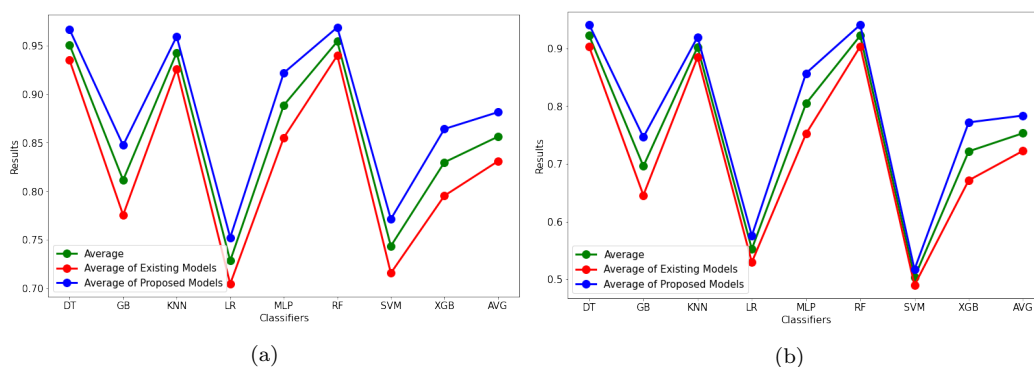 0.95
0.90
0.85
0.80
0.75
0.70
Results
Average
Average of Existing Models
Average of Proposed Models
DT GB KNN LR MLP RF SVM XGB AVG
Classifiers
(a)
0.9
0.8
0.7
0.6
0.5
Results
Average
Average of Existing Models
Average of Proposed Models
DT GB KNN LR MLP RF SVM XGB AVG
Classifiers
(b)